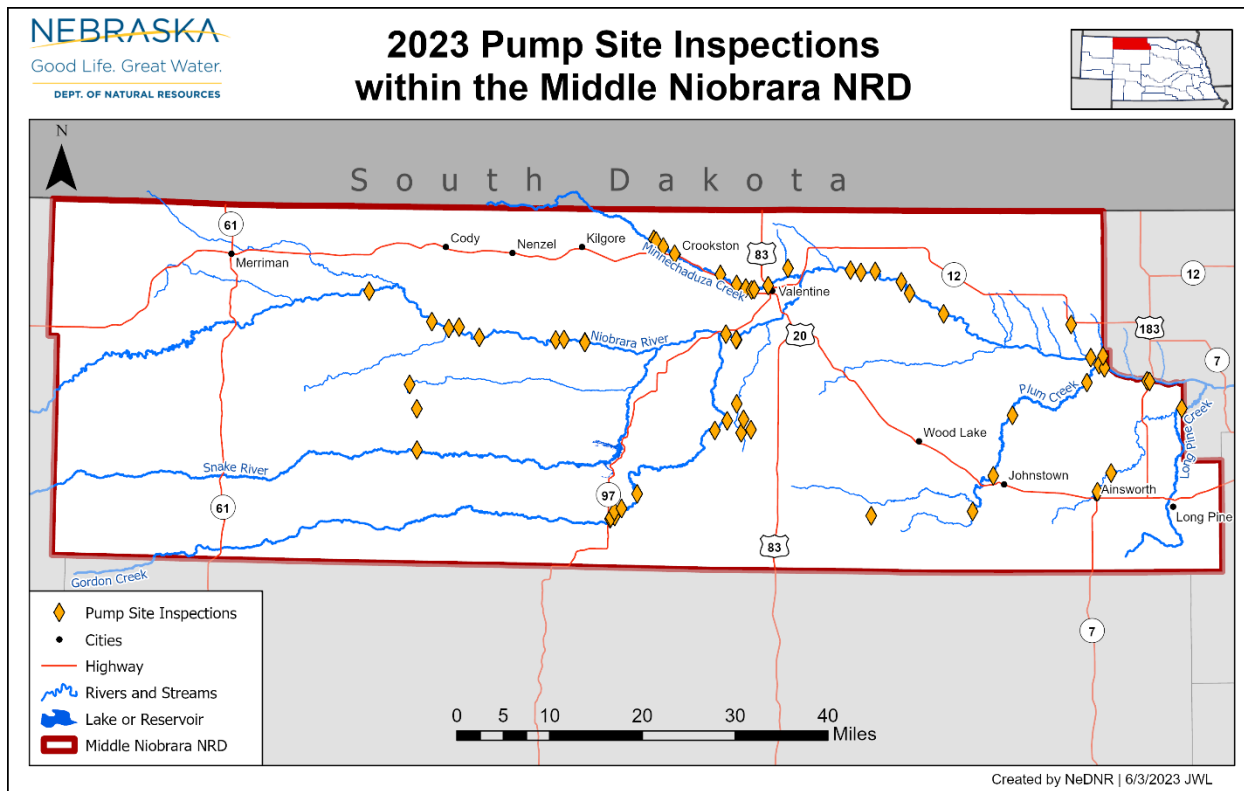 NEBRASKA
Good Life. Great Water.
DEPT. OF NATURAL RESOURCES
2023 Pump Site Inspections
within the Middle Niobrara NRD
N
South Dakota
61
Merriman
Cody
Nenzel
Kilgore
Crookston
Minnechaduza Creek
83
Valentine
12
12
183
7
20
Niobrara River
Plum Creek
Long Pine Creek
Wood Lake
Johnstown
Ainsworth
Long Pine
Snake River
61
97
83
Gordon Creek
7
Pump Site Inspections
Cities
Highway
Rivers and Streams
Lake or Reservoir
Middle Niobrara NRD
0 5 10 20 30 40
Miles
Created by NeDNR | 6/3/2023 JWL